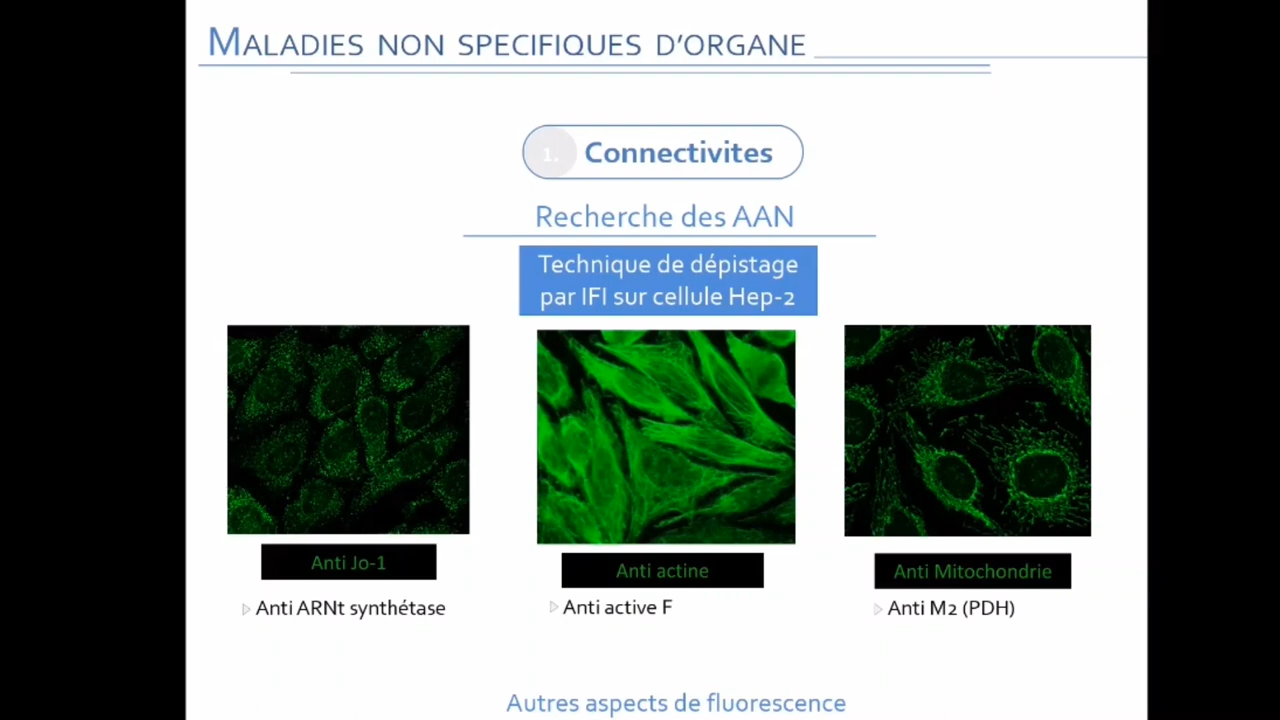 MALADIES NON SPECIFIQUES D'ORGANE
1. Connectivites
Recherche des AAN
Technique de dépistage
par IFI sur cellule Hep-2
Anti Jo-1
Anti actine
Anti Mitochondrie
Anti ARNt synthétase
Anti active F
Anti M2 (PDH)
Autres aspects de fluorescence